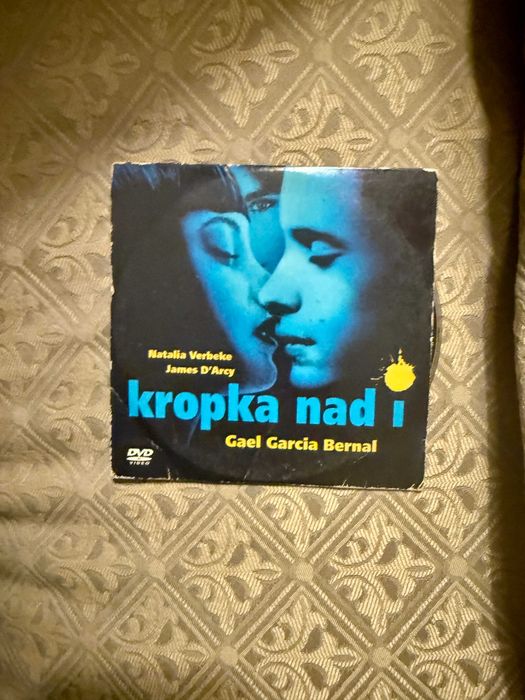 Natalia Verbeke
James D'Arcy
kropka nad i
Gael Garcia Bernal
DVD
VIDEO